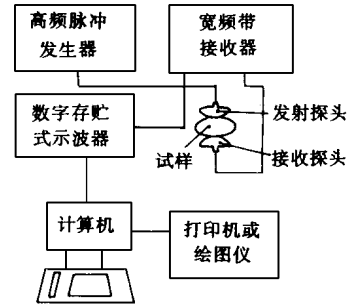 高频脉冲
发生器
宽频带
接收器
数字存贮
式示波器
发射探头
试样
接收探头
计算机
打印机或
绘图仪